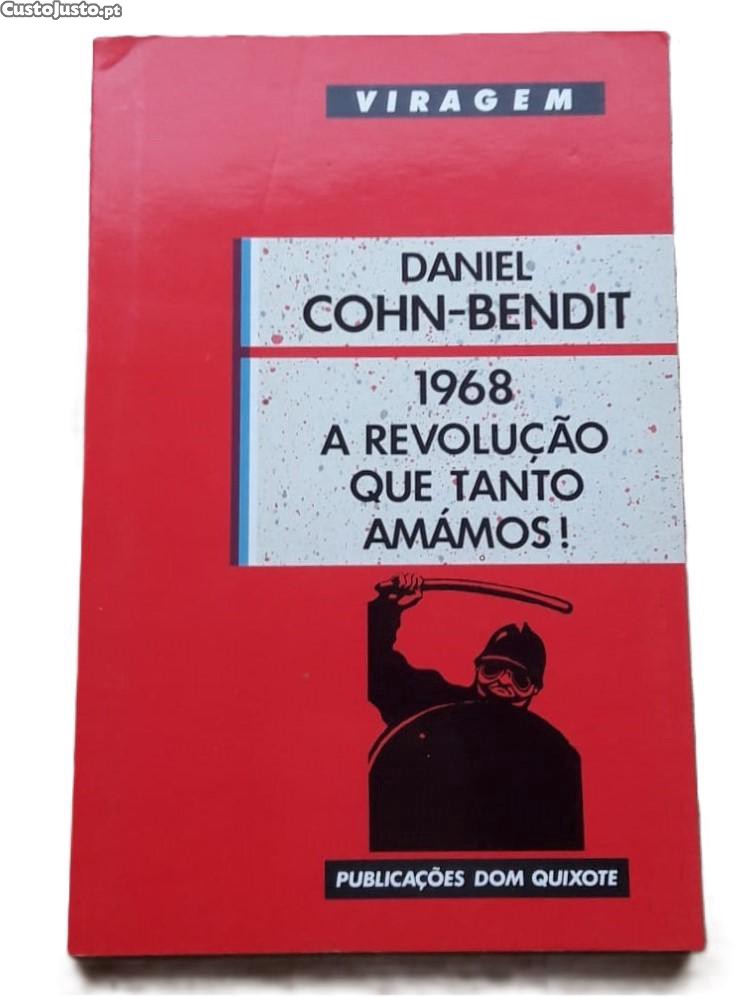 CustoJusto.pt
VIRAGEM
DANIEL
COHN-BENDIT
1968
A REVOLUÇÃO
QUE TANTO
AMÁMOS!
PUBLICAÇÕES DOM QUIXOTE